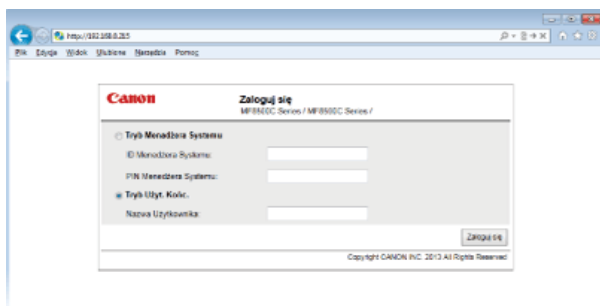 http://192.168.0.215
Plik Edycja Widok Ulubione Narzędzia Pomoc
Canon
Zaloguj się
MF8500C Series / MF8500C Series /
Tryb Menadżera Systemu
ID Menedżera Systemu:
PIN Menedżera Systemu:
Tryb Użyt. Końc.
Nazwa Użytkownika:
Zaloguj się
Copyright CANON INC. 2013 All Rights Reserved